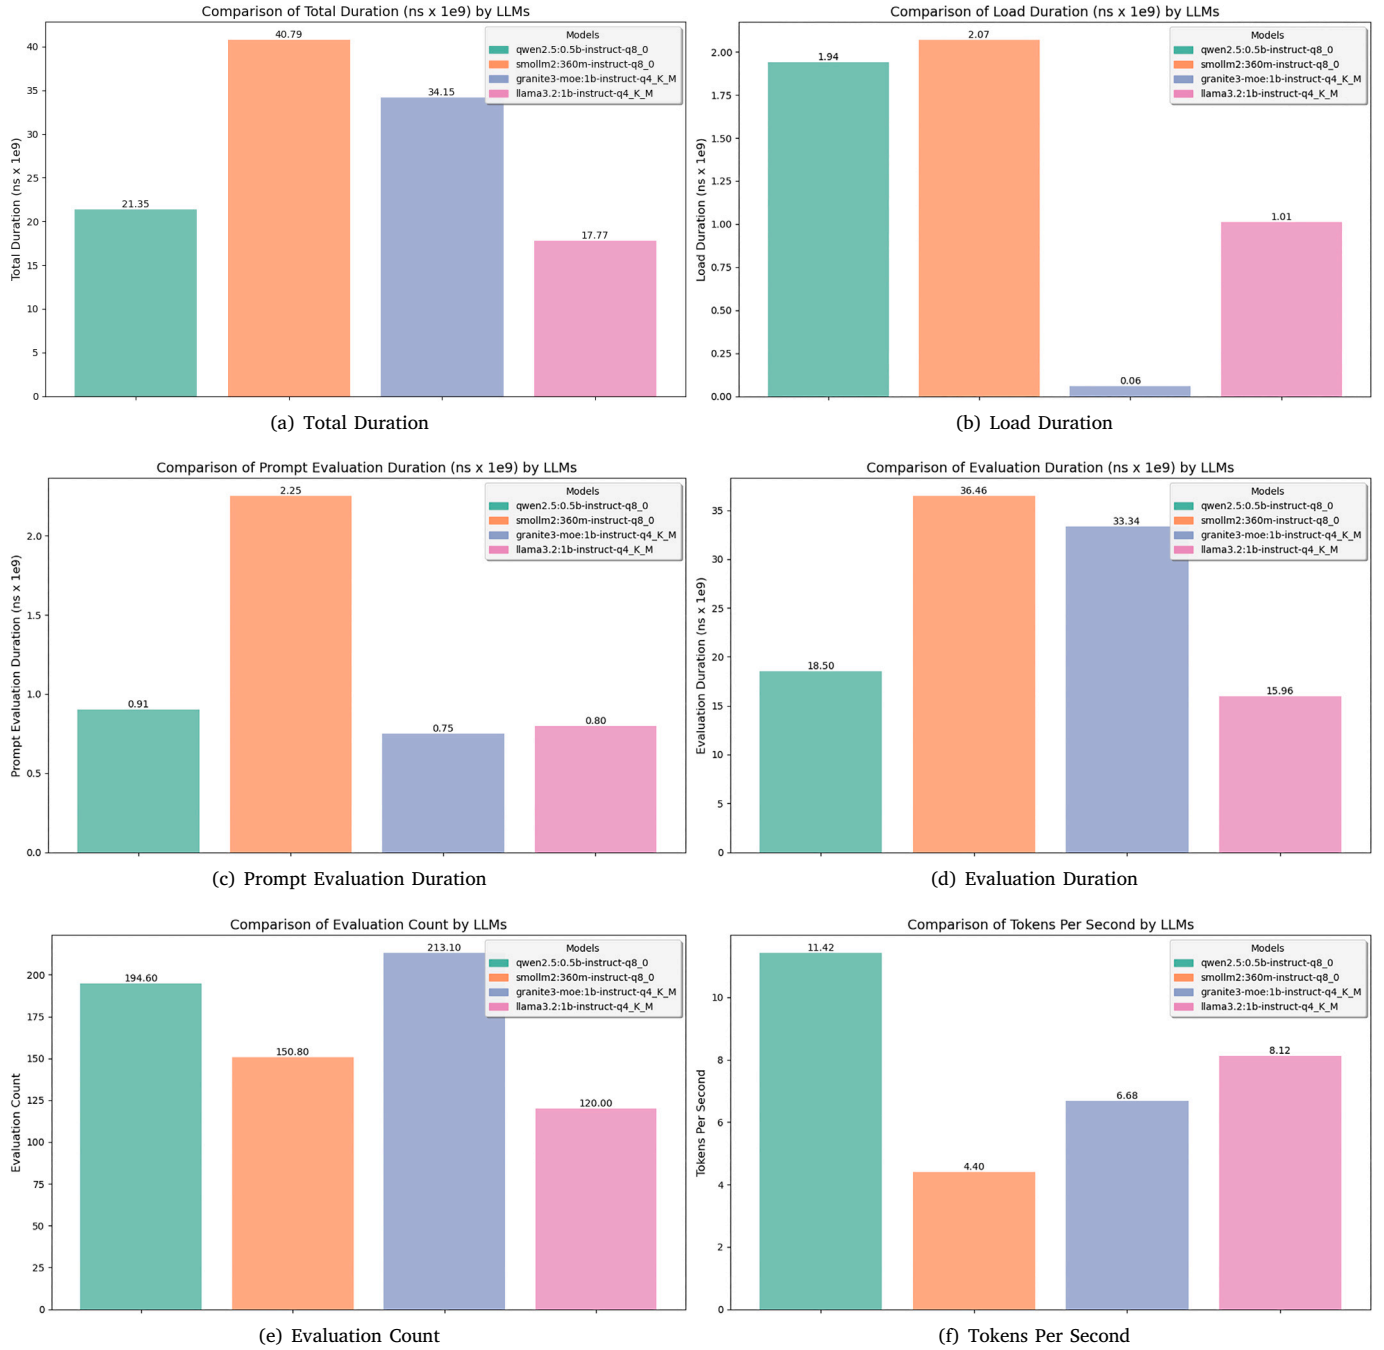 Comparison of Total Duration (ns x 1e9) by LLMs
Total Duration (ns x 1e9)
40
35
30
25
20
15
10
5
0
21.35
40.79
34.15
17.77
Models
qwen2.5:0.5b-instruct-q8_0
smollm2:360m-instruct-q8_0
granite3-moe:1b-instruct-q4_K_M
llama3.2:1b-instruct-q4_K_M
(a) Total Duration
Comparison of Load Duration (ns x 1e9) by LLMs
Load Duration (ns x 1e9)
2.00
1.75
1.50
1.25
1.00
0.75
0.50
0.25
0.00
1.94
2.07
0.06
1.01
Models
qwen2.5:0.5b-instruct-q8_0
smollm2:360m-instruct-q8_0
granite3-moe:1b-instruct-q4_K_M
llama3.2:1b-instruct-q4_K_M
(b) Load Duration
Comparison of Prompt Evaluation Duration (ns x 1e9) by LLMs
Prompt Evaluation Duration (ns x 1e9)
2.0
1.5
1.0
0.5
0.0
0.91
2.25
0.75
0.80
Models
qwen2.5:0.5b-instruct-q8_0
smollm2:360m-instruct-q8_0
granite3-moe:1b-instruct-q4_K_M
llama3.2:1b-instruct-q4_K_M
(c) Prompt Evaluation Duration
Comparison of Evaluation Duration (ns x 1e9) by LLMs
Evaluation Duration (ns x 1e9)
35
30
25
20
15
10
5
0
18.50
36.46
33.34
15.96
Models
qwen2.5:0.5b-instruct-q8_0
smollm2:360m-instruct-q8_0
granite3-moe:1b-instruct-q4_K_M
llama3.2:1b-instruct-q4_K_M
(d) Evaluation Duration
Comparison of Evaluation Count by LLMs
Evaluation Count
200
175
150
125
100
75
50
25
0
194.60
150.80
213.10
120.00
Models
qwen2.5:0.5b-instruct-q8_0
smollm2:360m-instruct-q8_0
granite3-moe:1b-instruct-q4_K_M
llama3.2:1b-instruct-q4_K_M
(e) Evaluation Count
Comparison of Tokens Per Second by LLMs
Tokens Per Second
10
8
6
4
2
0
11.42
4.40
6.68
8.12
Models
qwen2.5:0.5b-instruct-q8_0
smollm2:360m-instruct-q8_0
granite3-moe:1b-instruct-q4_K_M
llama3.2:1b-instruct-q4_K_M
(f) Tokens Per Second